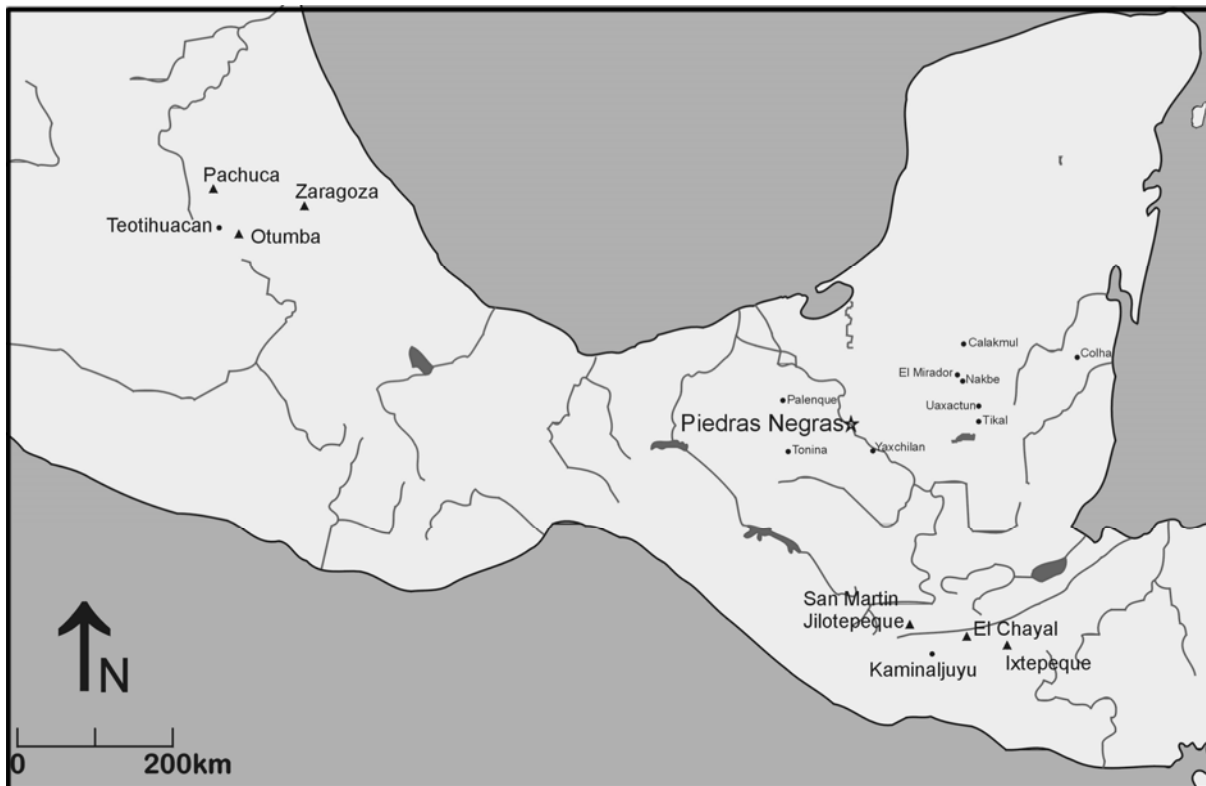 Pachuca
Zaragoza
Teotihuacan
Otumba
Calakmul
Colha
El Mirador
Nakbe
Palenque
Uaxactun
Piedras Negras
Tikal
Tonina
Yaxchilan
San Martin
Jilotepeque
El Chayal
Kaminaljuyu
Ixtepeque
N
0
200km